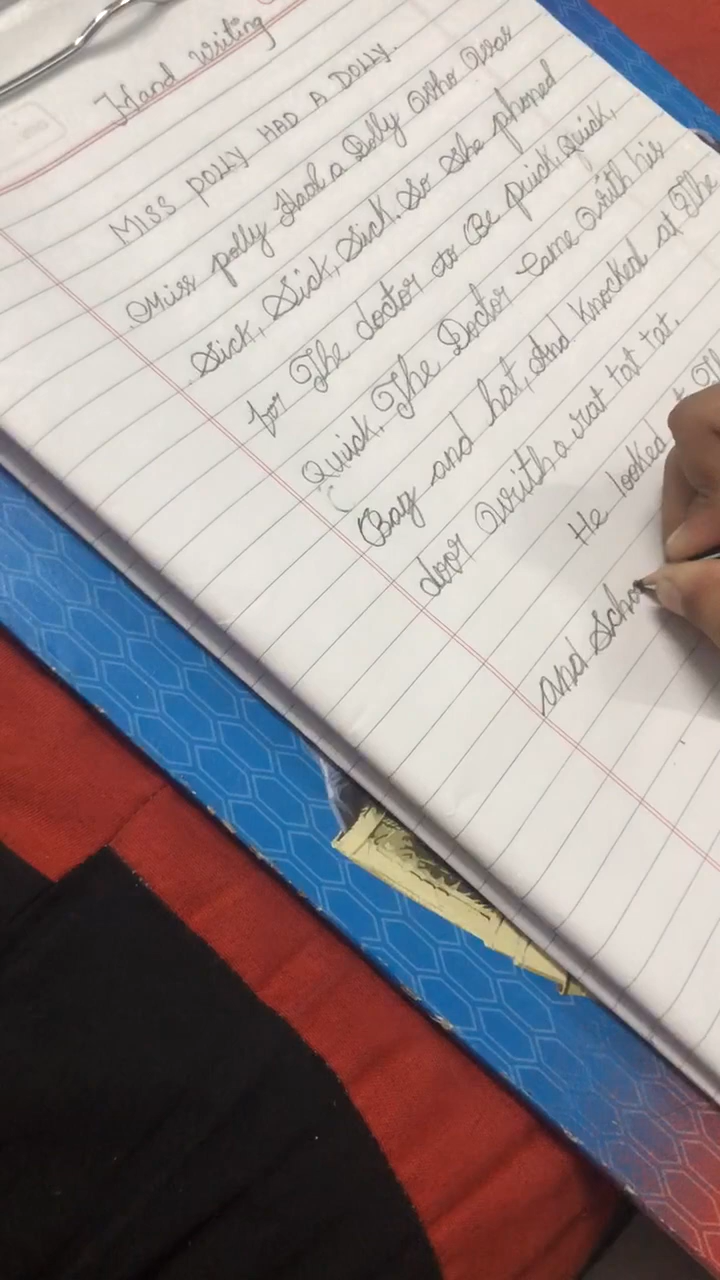 Hand Writing
MISS POLLY HAD A DOLLY.
Miss polly Had a Dolly Who Was
Sick, Sick, Sick. So She phoned
for The doctor to Be quick, quick,
Quick. The Doctor Came With his
Bag and hat, And Knocked at The
door With a rat tat tat.
He looked
and Sho